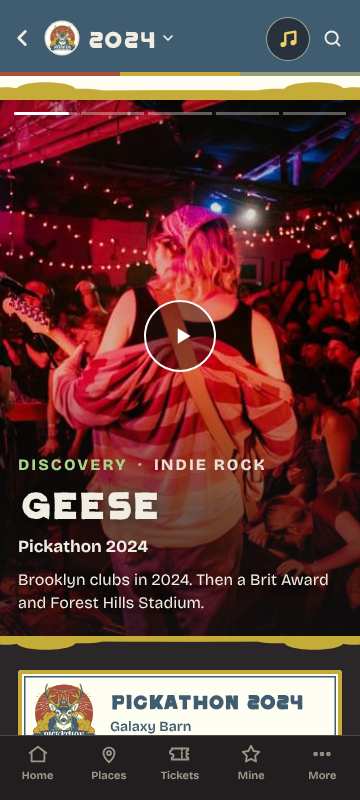 2024
DISCOVERY · INDIE ROCK
GEESE
Pickathon 2024
Brooklyn clubs in 2024. Then a Brit Award
and Forest Hills Stadium.
PICKATHON 2024
Galaxy Barn
Home Places Tickets Mine More